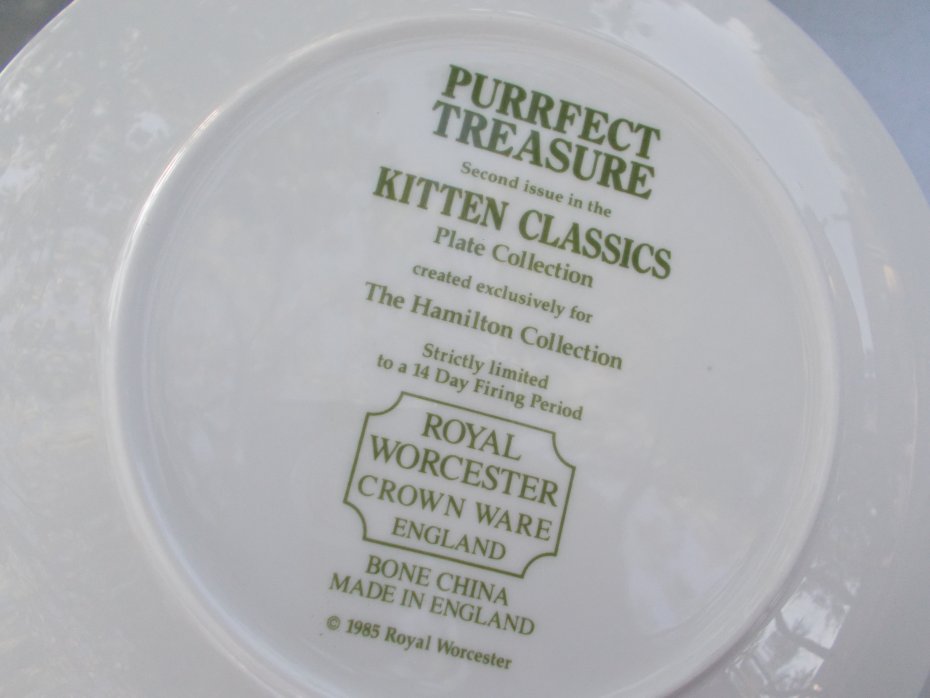 PURRFECT
TREASURE
Second issue in the
KITTEN CLASSICS
Plate Collection
created exclusively for
The Hamilton Collection
Strictly limited
to a 14 Day Firing Period
ROYAL
WORCESTER
CROWN WARE
ENGLAND
BONE CHINA
MADE IN ENGLAND
© 1985 Royal Worcester